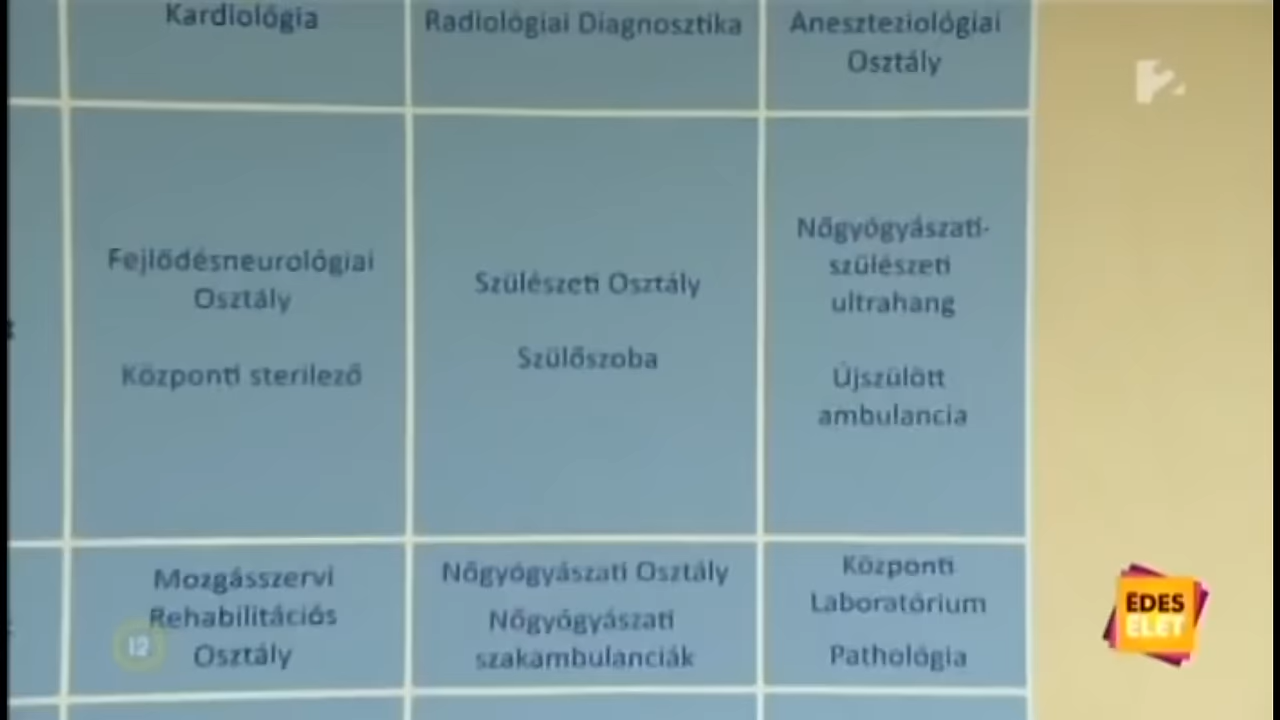 Kardiológia
Radiológiai Diagnosztika
Aneszteziológiai
Osztály
Fejlődésneurológiai
Osztály
Központi sterilező
Szülészeti Osztály
Szülőszoba
Nőgyógyászati-
szülészeti
ultrahang
Újszülött
ambulancia
Mozgásszervi
Rehabilitációs
Osztály
Nőgyógyászati Osztály
Nőgyógyászati
szakambulanciák
Központi
Laboratórium
Pathológia
2
12
ÉDES
ÉLET